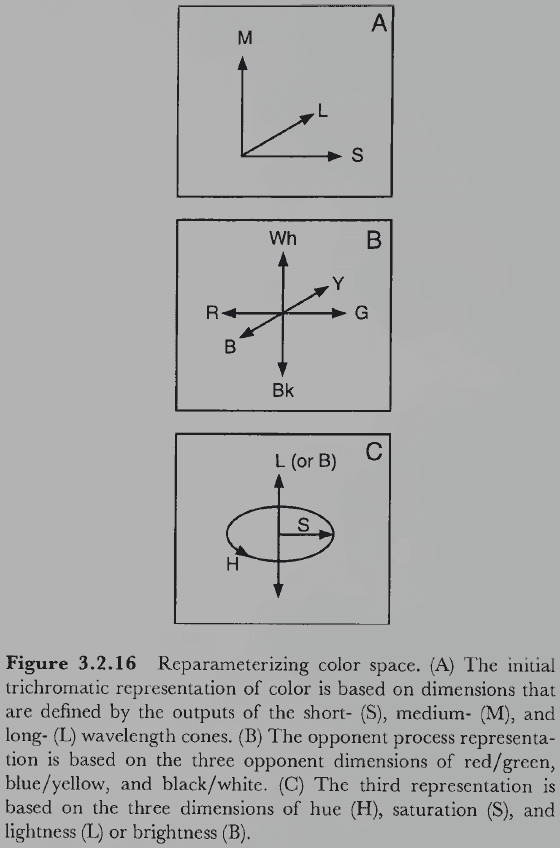 A
M
L
S
B
Wh
Y
R
G
B
Bk
C
L (or B)
S
H
Figure 3.2.16 Reparameterizing color space. (A) The initial
trichromatic representation of color is based on dimensions that
are defined by the outputs of the short- (S), medium- (M), and
long- (L) wavelength cones. (B) The opponent process representa-
tion is based on the three opponent dimensions of red/green,
blue/yellow, and black/white. (C) The third representation is
based on the three dimensions of hue (H), saturation (S), and
lightness (L) or brightness (B).